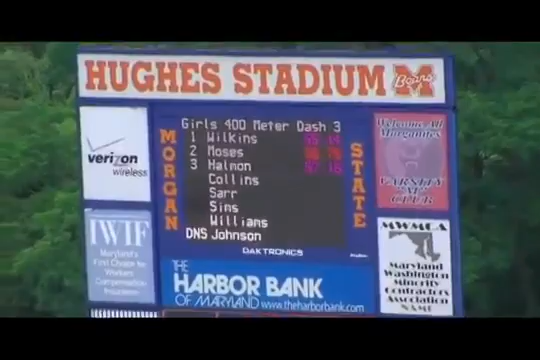 HUGHES STADIUM M
Bears
Girls 400 Meter Dash 3
1 Wilkins
2 Moses
3 Halmon
Collins
Sarr
Sims
Williams
DNS Johnson
DAKTRONICS
MORGAN
STATE
verizon
wireless
IWIF
Maryland's
First Choice for
Workers
Compensation
Insurance
THE
HARBOR BANK
OF MARYLAND www.theharborbank.com
Welcome All
Morganites
VARSITY
"M"
CLUB
MWMCA
Maryland
Washington
Minority
Contractors
Association